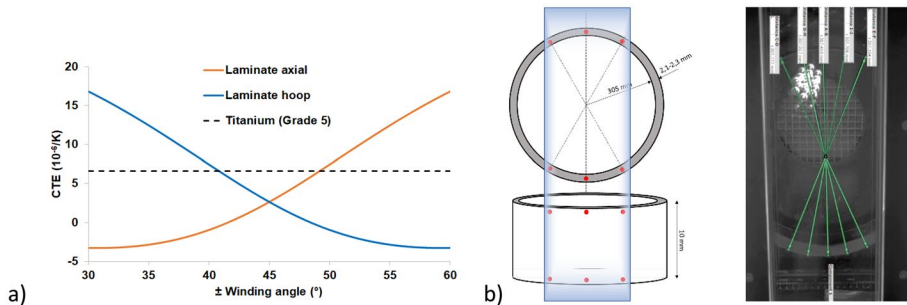 20
15
10
5
0
-5
CTE (10⁻⁶/K)
Laminate axial
Laminate hoop
Titanium (Grade 5)
30
35
40
45
50
55
60
± Winding angle (°)
a)
2,1-2,3 mm
305 mm
10 mm
b)